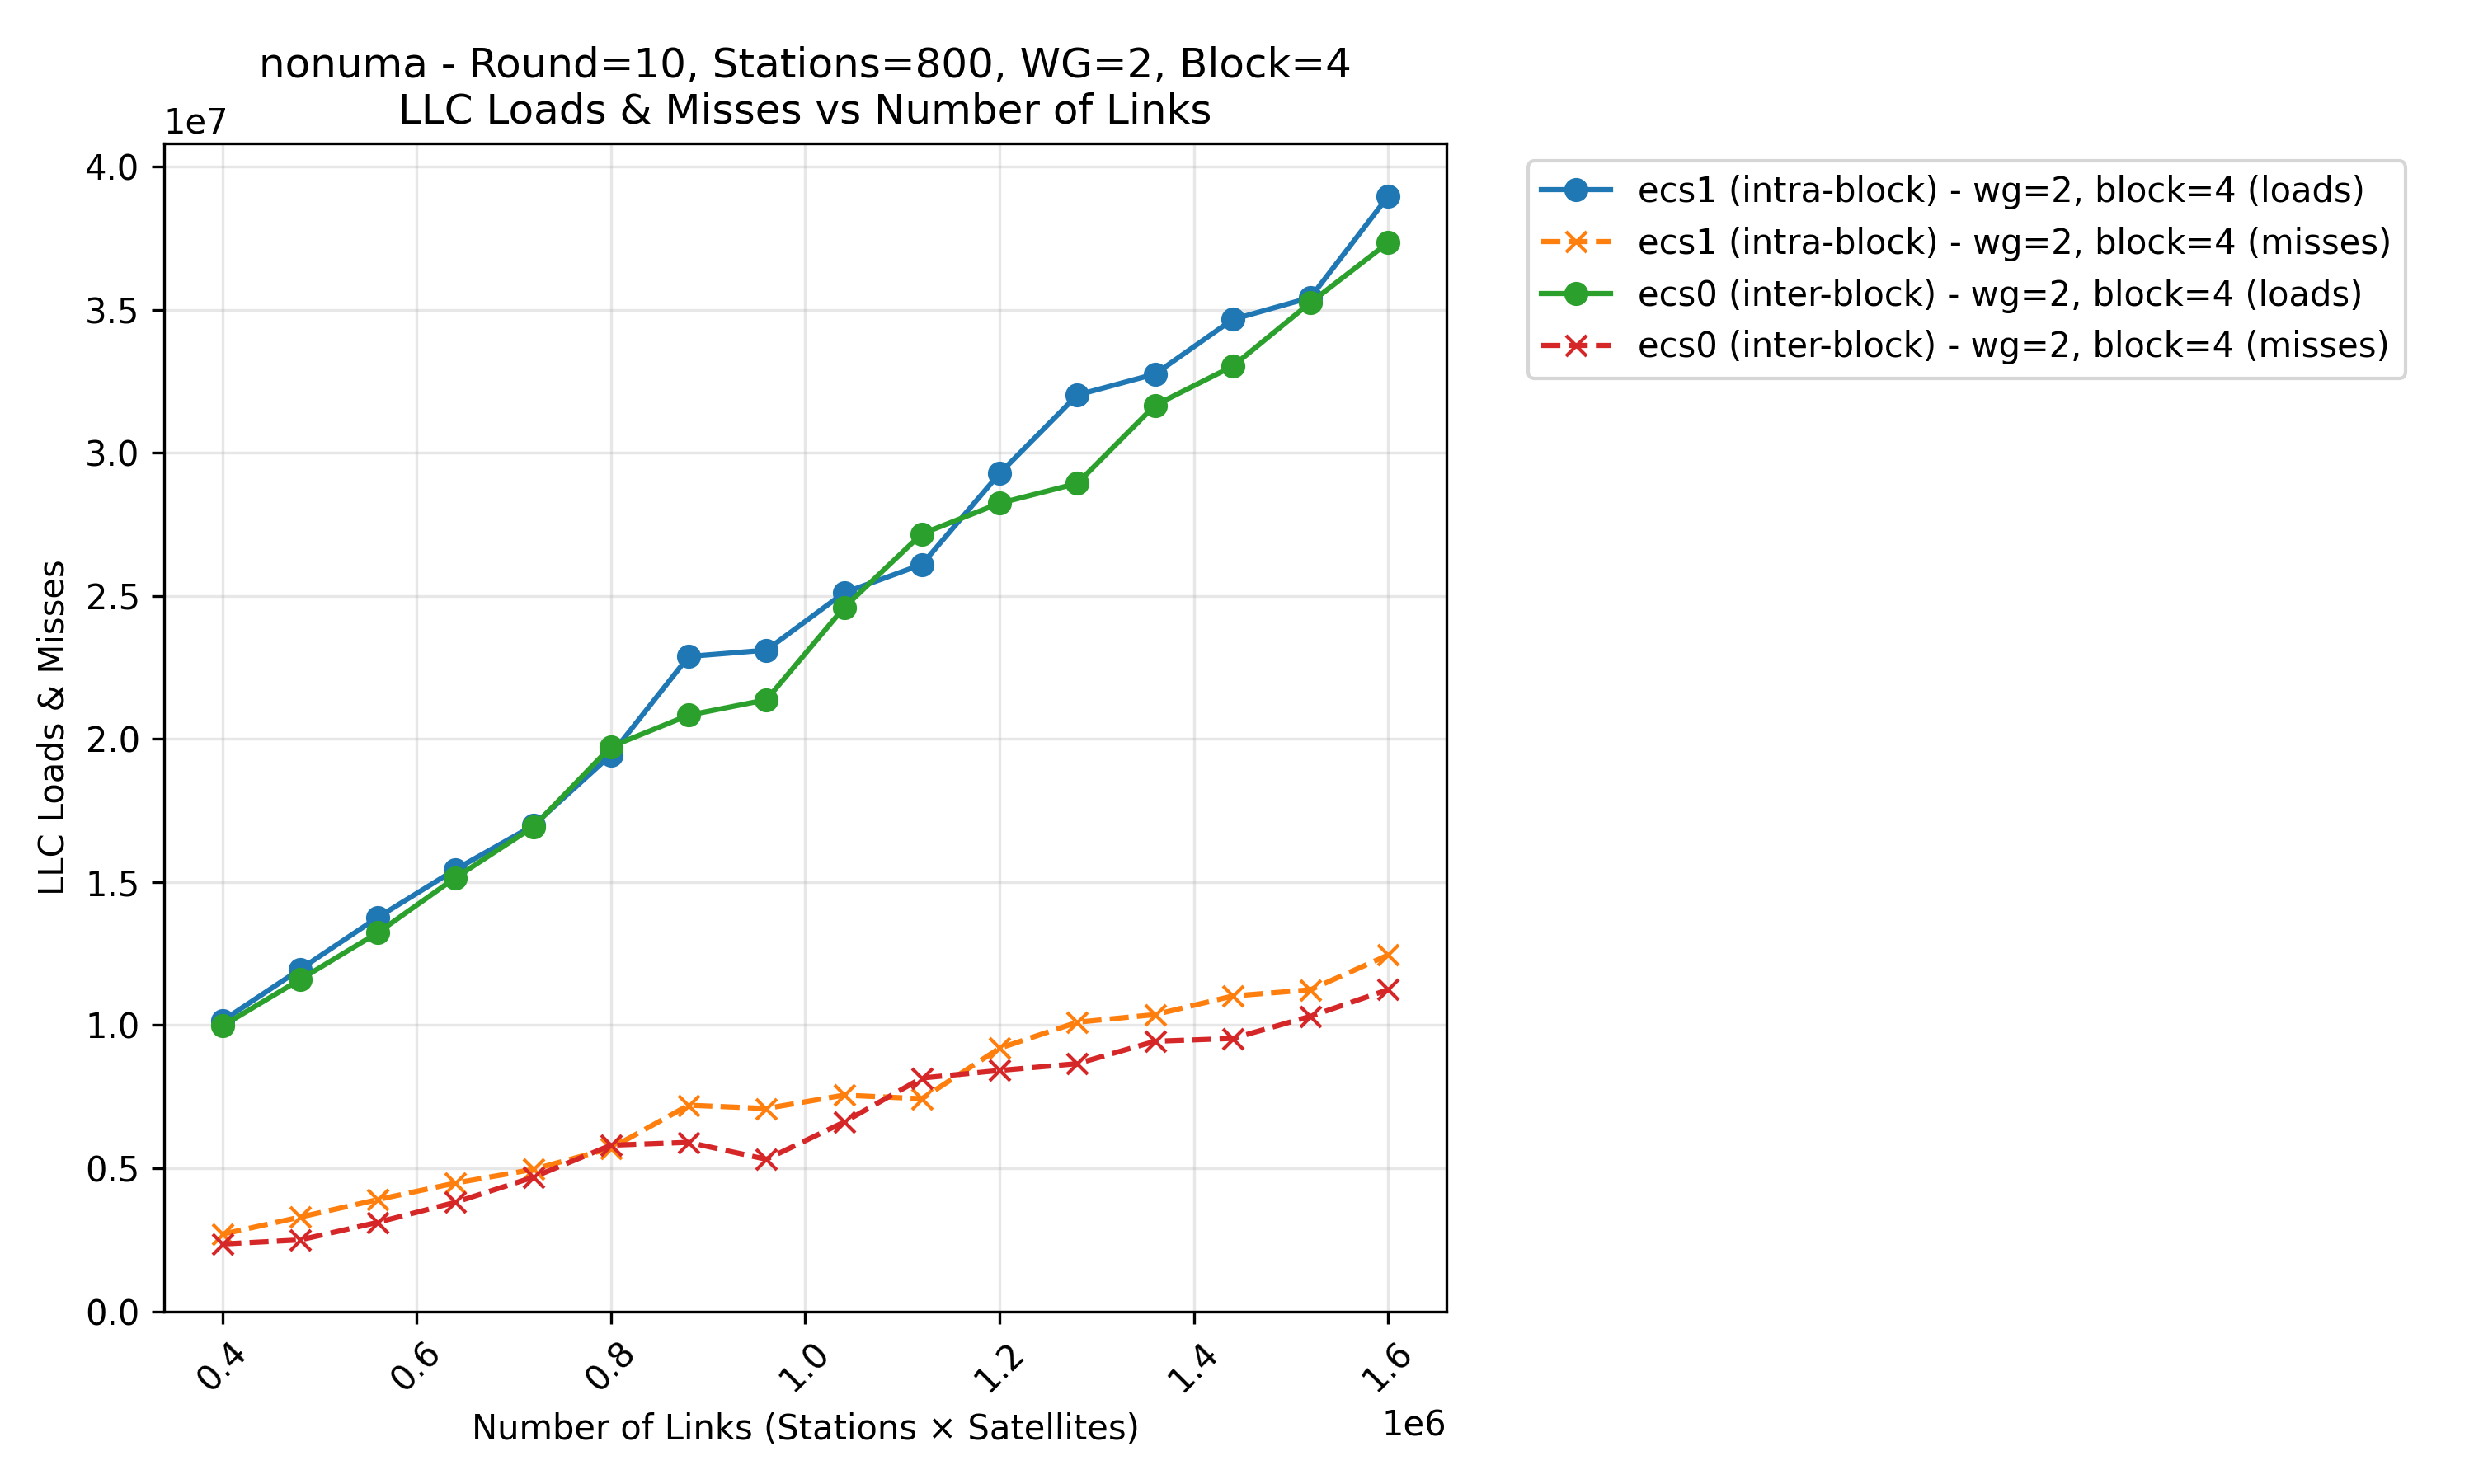 nonuma - Round=10, Stations=800, WG=2, Block=4
LLC Loads & Misses vs Number of Links
1e7
4.0
3.5
3.0
2.5
2.0
1.5
1.0
0.5
0.0
LLC Loads & Misses
0.4
0.6
0.8
1.0
1.2
1.4
1.6
1e6
Number of Links (Stations × Satellites)
ecs1 (intra-block) - wg=2, block=4 (loads)
ecs1 (intra-block) - wg=2, block=4 (misses)
ecs0 (inter-block) - wg=2, block=4 (loads)
ecs0 (inter-block) - wg=2, block=4 (misses)